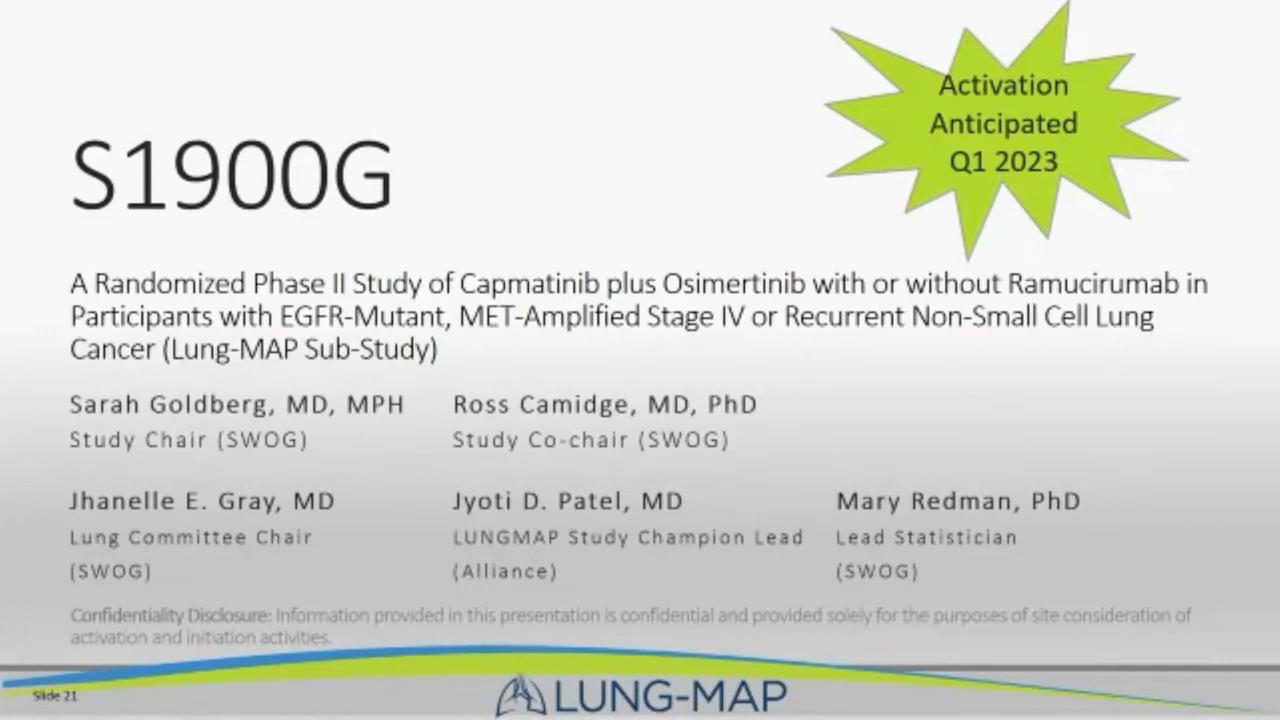 Activation
Anticipated
Q1 2023
S1900G
A Randomized Phase II Study of Capmatinib plus Osimertinib with or without Ramucirumab in
Participants with EGFR-Mutant, MET-Amplified Stage IV or Recurrent Non-Small Cell Lung
Cancer (Lung-MAP Sub-Study)
Sarah Goldberg, MD, MPH
Study Chair (SWOG)
Ross Camidge, MD, PhD
Study Co-chair (SWOG)
Jhanelle E. Gray, MD
Lung Committee Chair
(SWOG)
Jyoti D. Patel, MD
LUNGMAP Study Champion Lead
(Alliance)
Mary Redman, PhD
Lead Statistician
(SWOG)
Confidentiality Disclosure: Information provided in this presentation is confidential and provided solely for the purposes of site consideration of
activation and initiation activities.
Slide 21
LUNG-MAP